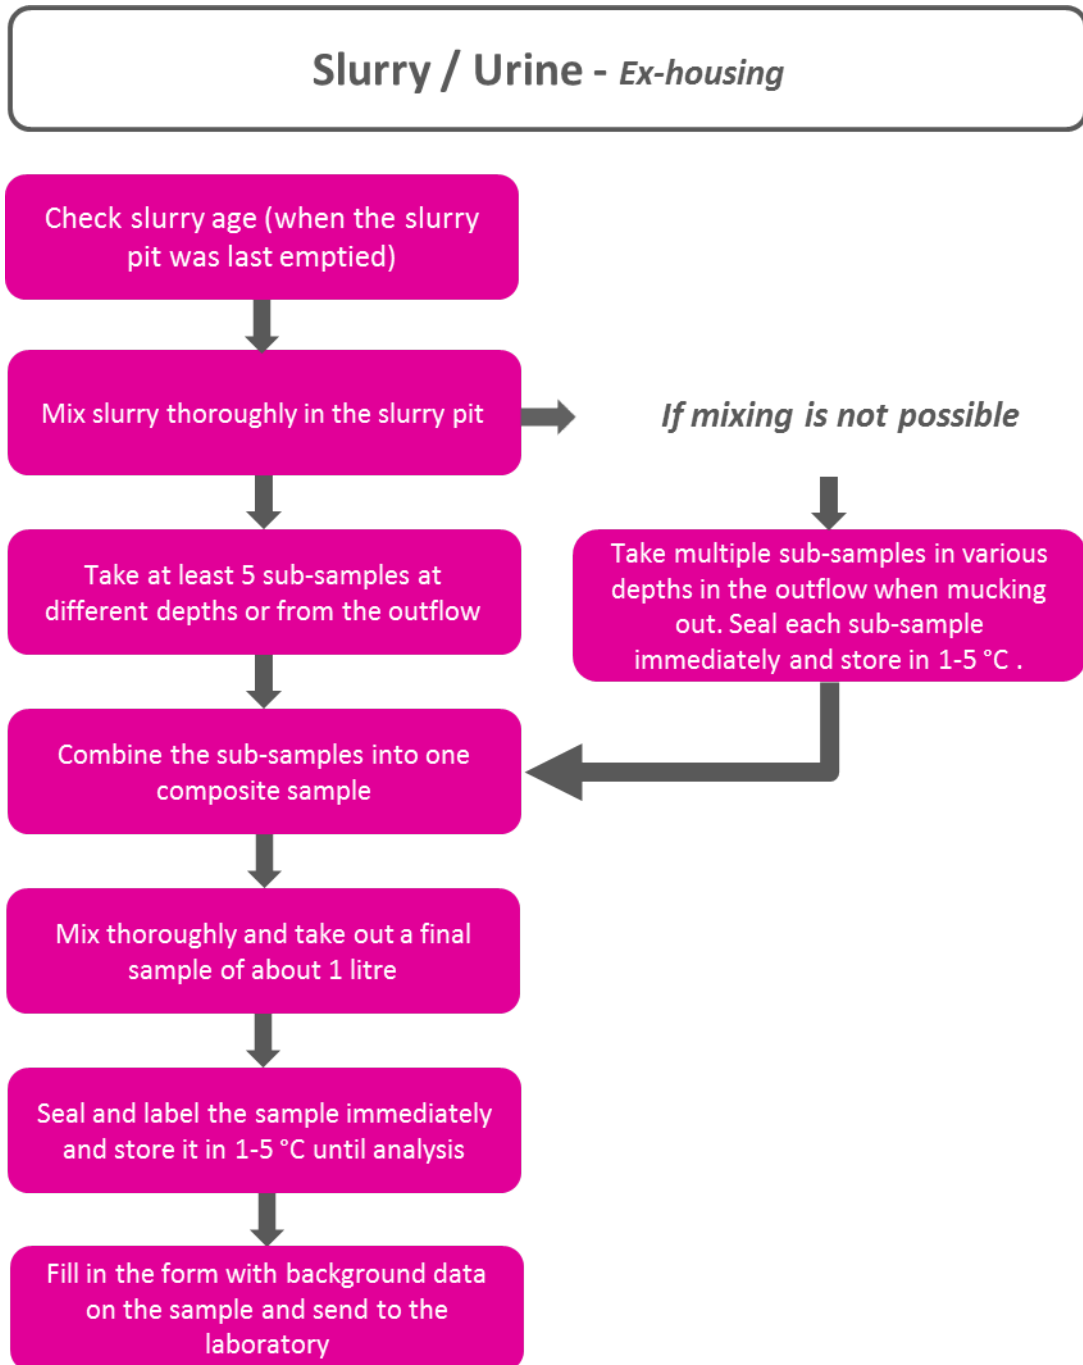 Slurry / Urine - Ex-housing
Check slurry age (when the slurry
pit was last emptied)
Mix slurry thoroughly in the slurry pit
If mixing is not possible
Take at least 5 sub-samples at
different depths or from the outflow
Take multiple sub-samples in various
depths in the outflow when mucking
out. Seal each sub-sample
immediately and store in 1-5 °C .
Combine the sub-samples into one
composite sample
Mix thoroughly and take out a final
sample of about 1 litre
Seal and label the sample immediately
and store it in 1-5 °C until analysis
Fill in the form with background data
on the sample and send to the
laboratory